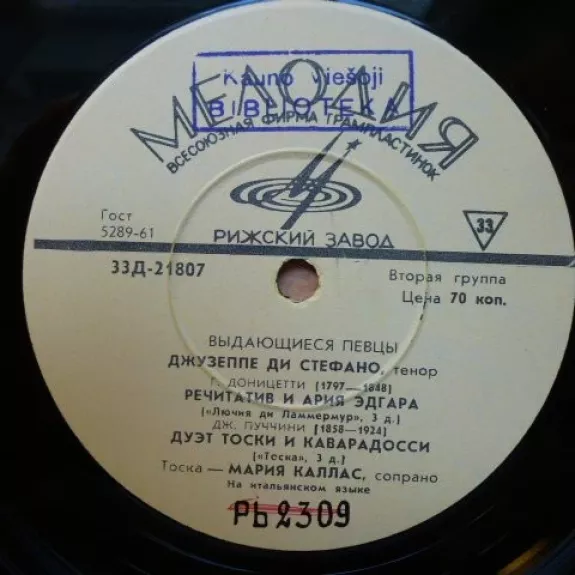 Kauno viešoji
BIBLIOTEKA
МЕЛОДИЯ
ВСЕСОЮЗНАЯ ФИРМА ГРАМПЛАСТИНОК
Гост
5289-61
РИЖСКИЙ ЗАВОД
33
33Д-21807
Вторая группа
Цена 70 коп.
ВЫДАЮЩИЕСЯ ПЕВЦЫ
ДЖУЗЕППЕ ДИ СТЕФАНО, тенор
Г. ДОНИЦЕТТИ (1797—1848)
РЕЧИТАТИВ И АРИЯ ЭДГАРА
(«Лючия ди Ламмермур», 3 д.)
ДЖ. ПУЧЧИНИ (1858—1924)
ДУЭТ ТОСКИ И КАВАРАДОССИ
(«Тоска», 3 д.)
Тоска — МАРИЯ КАЛЛАС, сопрано
На итальянском языке
РЬ2309